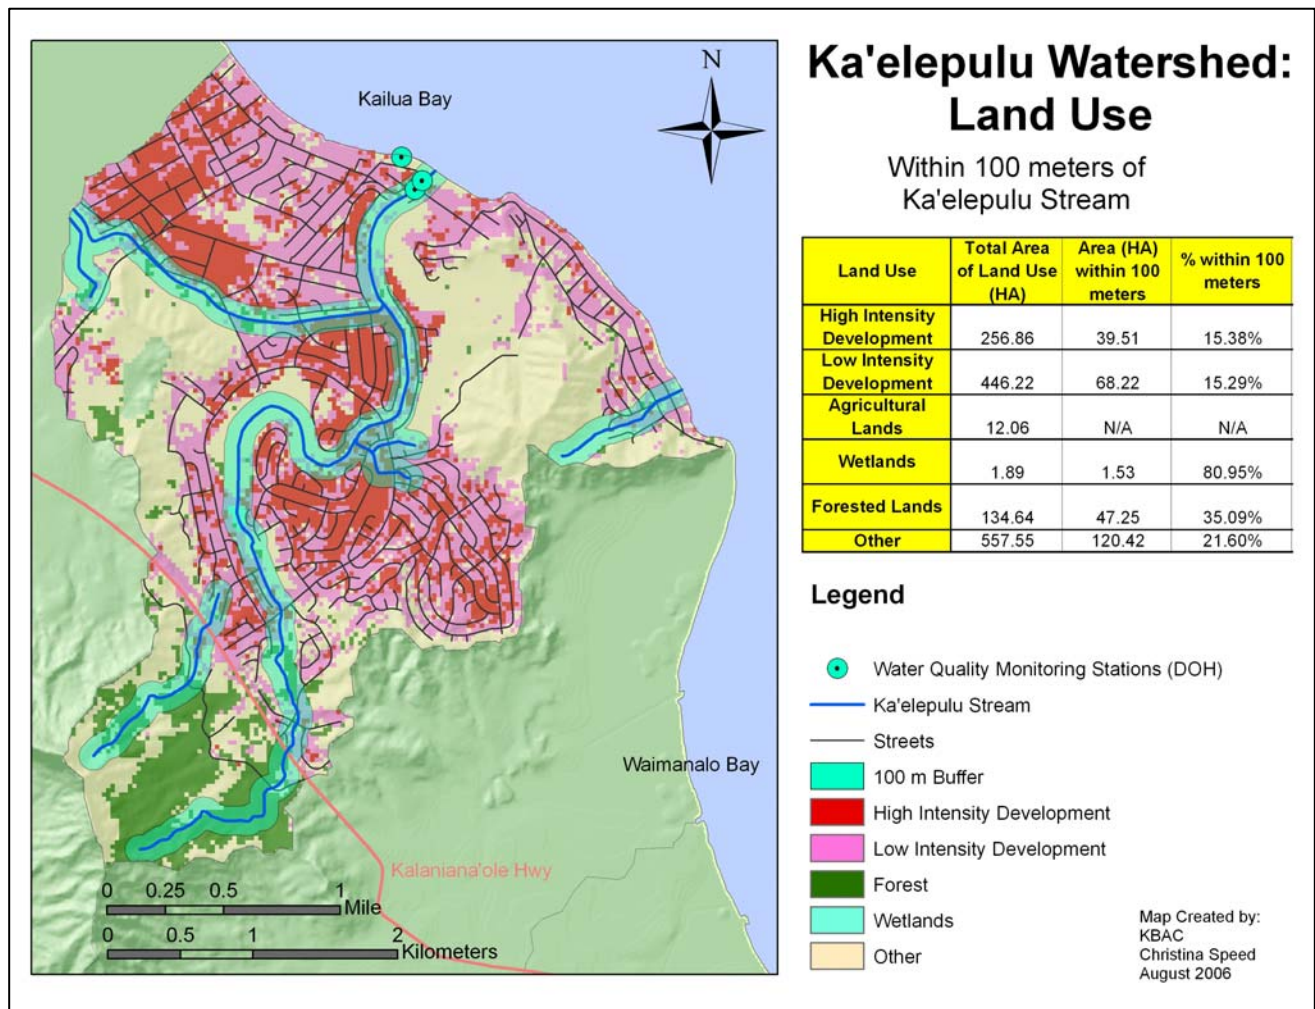 Kailua Bay
N
Waimanalo Bay
Kalaniana'ole Hwy
0 0.25 0.5 1
Mile
0 0.5 1 2
Kilometers
Ka'elepulu Watershed:
Land Use
Within 100 meters of
Ka'elepulu Stream
Land Use
Total Area
of Land Use
(HA)
Area (HA)
within 100
meters
% within 100
meters
High Intensity
Development
256.86 39.51 15.38%
Low Intensity
Development
446.22 68.22 15.29%
Agricultural
Lands
12.06 N/A N/A
Wetlands
1.89 1.53 80.95%
Forested Lands
134.64 47.25 35.09%
Other 557.55 120.42 21.60%
Legend
Water Quality Monitoring Stations (DOH)
Ka'elepulu Stream
Streets
100 m Buffer
High Intensity Development
Low Intensity Development
Forest
Wetlands
Other
Map Created by:
KBAC
Christina Speed
August 2006